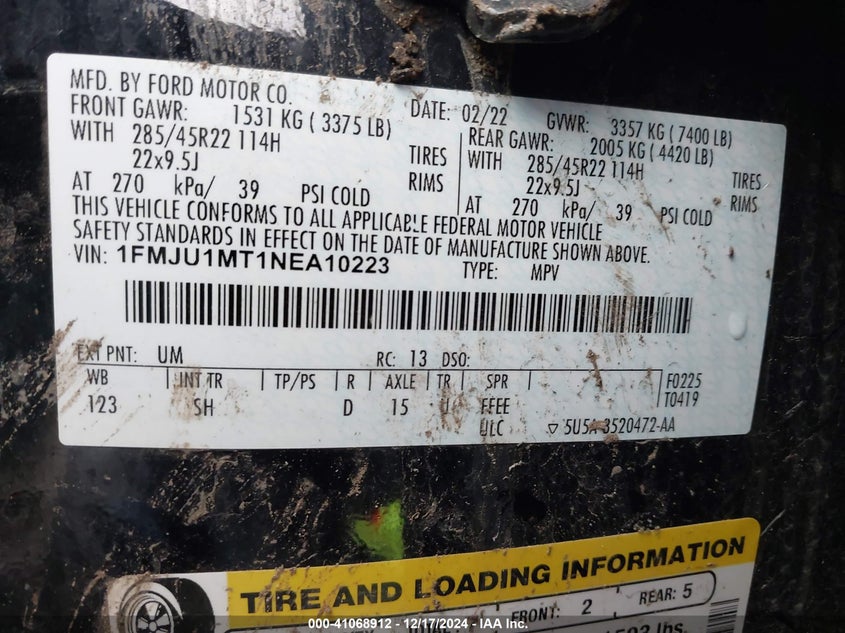 MFD. BY FORD MOTOR CO. DATE: 02/22 GVWR: 3357 KG ( 7400 LB)
FRONT GAWR: 1531 KG ( 3375 LB) REAR GAWR: 2005 KG ( 4420 LB)
WITH 285/45R22 114H TIRES WITH 285/45R22 114H TIRES
22x9.5J RIMS 22x9.5J RIMS
AT 270 kPa/ 39 PSI COLD AT 270 kPa/ 39 PSI COLD
THIS VEHICLE CONFORMS TO ALL APPLICABLE FEDERAL MOTOR VEHICLE
SAFETY STANDARDS IN EFFECT ON THE DATE OF MANUFACTURE SHOWN ABOVE.
VIN: 1FMJU1MT1NEA10223 TYPE: MPV
EXT PNT: UM RC: 13 DSO:
WB INT TR TP/PS R AXLE TR SPR F0225
123 SH D 15 FFEE T0419
ULC 5U5A-3520472-AA
TIRE AND LOADING INFORMATION
FRONT: 2 REAR: 5
lbs.
000-41068912 - 12/17/2024 - IAA Inc.